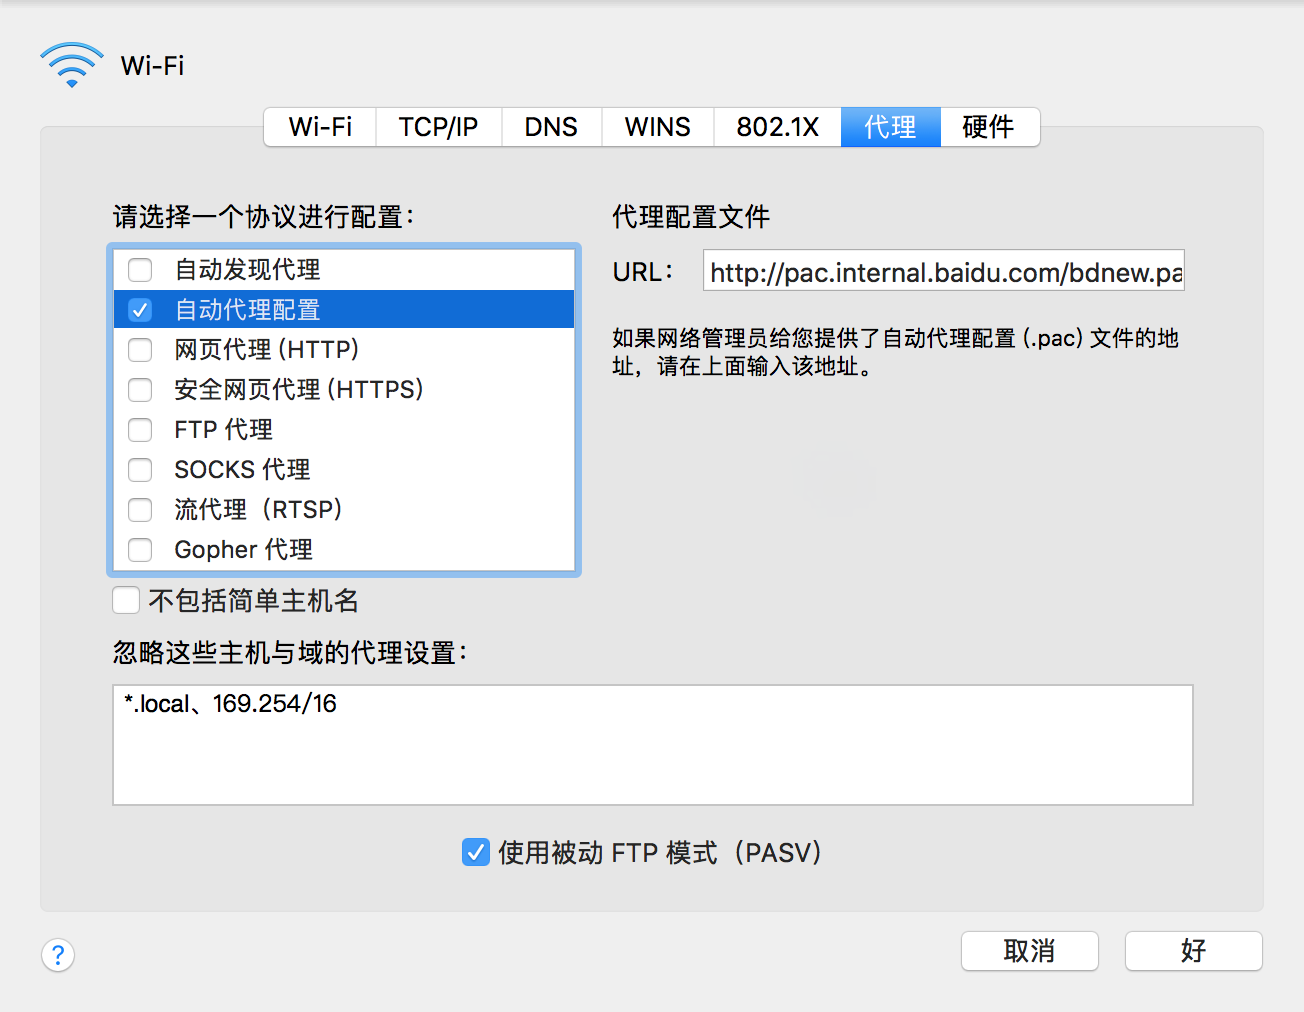 Wi-Fi
Wi-Fi TCP/IP DNS WINS 802.1X 代理 硬件
请选择一个协议进行配置：
自动发现代理
自动代理配置
网页代理 (HTTP)
安全网页代理 (HTTPS)
FTP 代理
SOCKS 代理
流代理（RTSP）
Gopher 代理
代理配置文件
URL： http://pac.internal.baidu.com/bdnew.pa
如果网络管理员给您提供了自动代理配置 (.pac) 文件的地
址，请在上面输入该地址。
不包括简单主机名
忽略这些主机与域的代理设置：
*.local、169.254/16
使用被动 FTP 模式（PASV）
? 取消 好